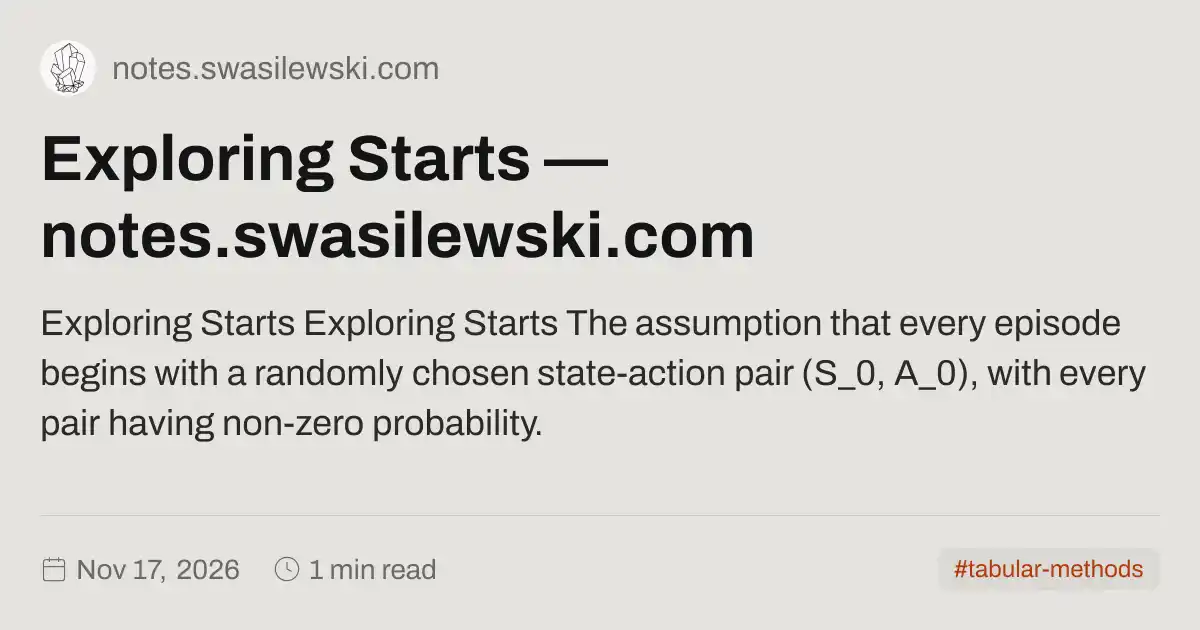 notes.swasilewski.com
Exploring Starts —
notes.swasilewski.com
Exploring Starts Exploring Starts The assumption that every episode
begins with a randomly chosen state-action pair (S_0, A_0), with every
pair having non-zero probability.
Nov 17, 2026 1 min read #tabular-methods